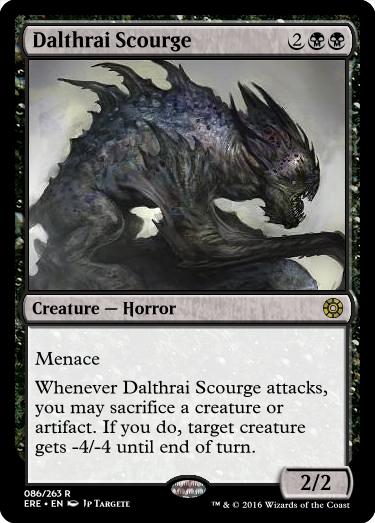 Dalthrai Scourge 2
Creature — Horror
Menace
Whenever Dalthrai Scourge attacks,
you may sacrifice a creature or
artifact. If you do, target creature
gets -4/-4 until end of turn.
2/2
086/263 R
ERE • EN Jp Targete
™ & © 2016 Wizards of the Coast